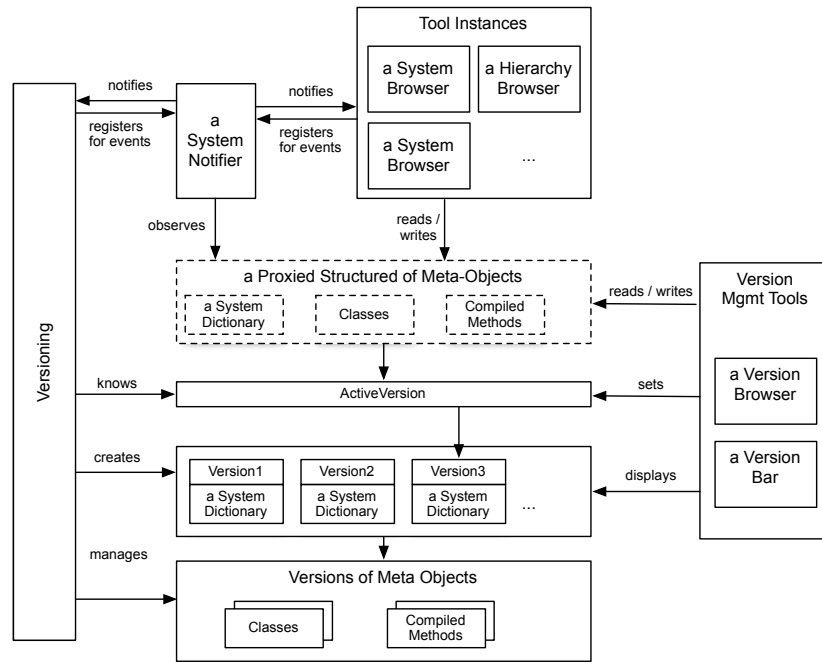 Tool Instances
a System
Browser
a Hierarchy
Browser
a System
Browser
...
notifies
registers
for events
a
System
Notifier
notifies
registers
for events
observes
reads /
writes
a Proxied Structured of Meta-Objects
a System
Dictionary
Classes
Compiled
Methods
reads / writes
Version
Mgmt Tools
a Version
Browser
a Version
Bar
Versioning
knows
ActiveVersion
sets
creates
Version1
a System
Dictionary
Version2
a System
Dictionary
Version3
a System
Dictionary
...
displays
manages
Versions of Meta Objects
Classes
Compiled
Methods